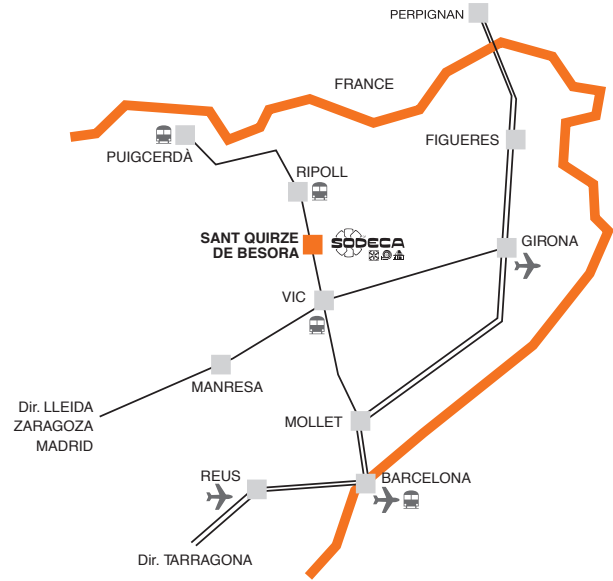 PERPIGNAN
FRANCE
FIGUERES
PUIGCERDÀ
RIPOLL
SANT QUIRZE
DE BESORA
SODECA
GIRONA
VIC
MANRESA
Dir. LLEIDA
ZARAGOZA
MADRID
MOLLET
REUS
BARCELONA
Dir. TARRAGONA